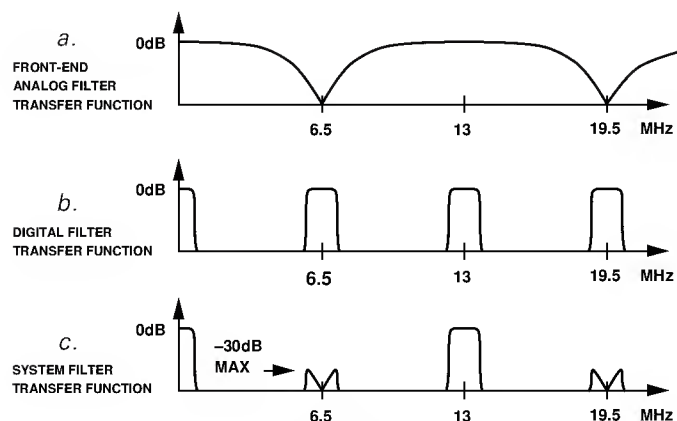 a.
0dB
FRONT-END
ANALOG FILTER
TRANSFER FUNCTION
6.5 13 19.5 MHz
b.
0dB
DIGITAL FILTER
TRANSFER FUNCTION
6.5 13 19.5 MHz
c.
0dB
–30dB
MAX
SYSTEM FILTER
TRANSFER FUNCTION
6.5 13 19.5 MHz